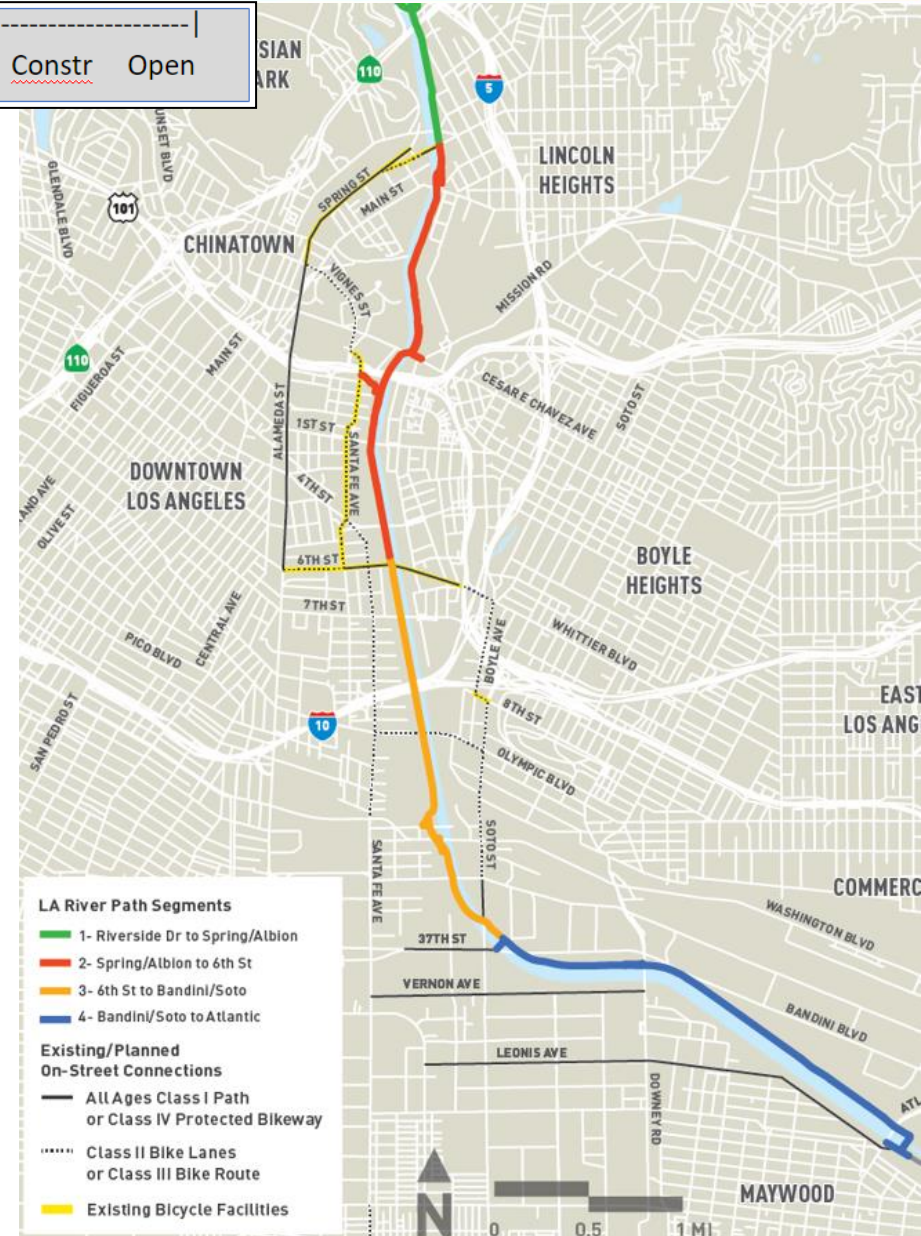 --------------------|
Constr Open
SIAN
ARK
110
5
LINCOLN
HEIGHTS
GLENDALE BLVD
UNSET BLVD
101
SPRING ST
MAIN ST
CHINATOWN
VIGNES ST
MISSION RD
110
FIGUEROA ST
MAIN ST
ALAMEDA ST
CESAR E CHAVEZ AVE
SOTO ST
1ST ST
SANTA FE AVE
4TH ST
DOWNTOWN
LOS ANGELES
AND AVE
OLIVE ST
6TH ST
BOYLE
HEIGHTS
7TH ST
CENTRAL AVE
PICO BLVD
WHITTIER BLVD
BOYLE AVE
EAST
LOS ANG
8TH ST
10
SAN PEDRO ST
OLYMPIC BLVD
SOTO ST
SANTA FE AVE
COMMERC
WASHINGTON BLVD
37TH ST
VERNON AVE
BANDINI BLVD
LEONIS AVE
DOWNEY RD
ATL
MAYWOOD
LA River Path Segments
1- Riverside Dr to Spring/Albion
2- Spring/Albion to 6th St
3- 6th St to Bandini/Soto
4- Bandini/Soto to Atlantic
Existing/Planned
On-Street Connections
All Ages Class I Path
or Class IV Protected Bikeway
Class II Bike Lanes
or Class III Bike Route
Existing Bicycle Facilities
N
0 0.5 1 MI